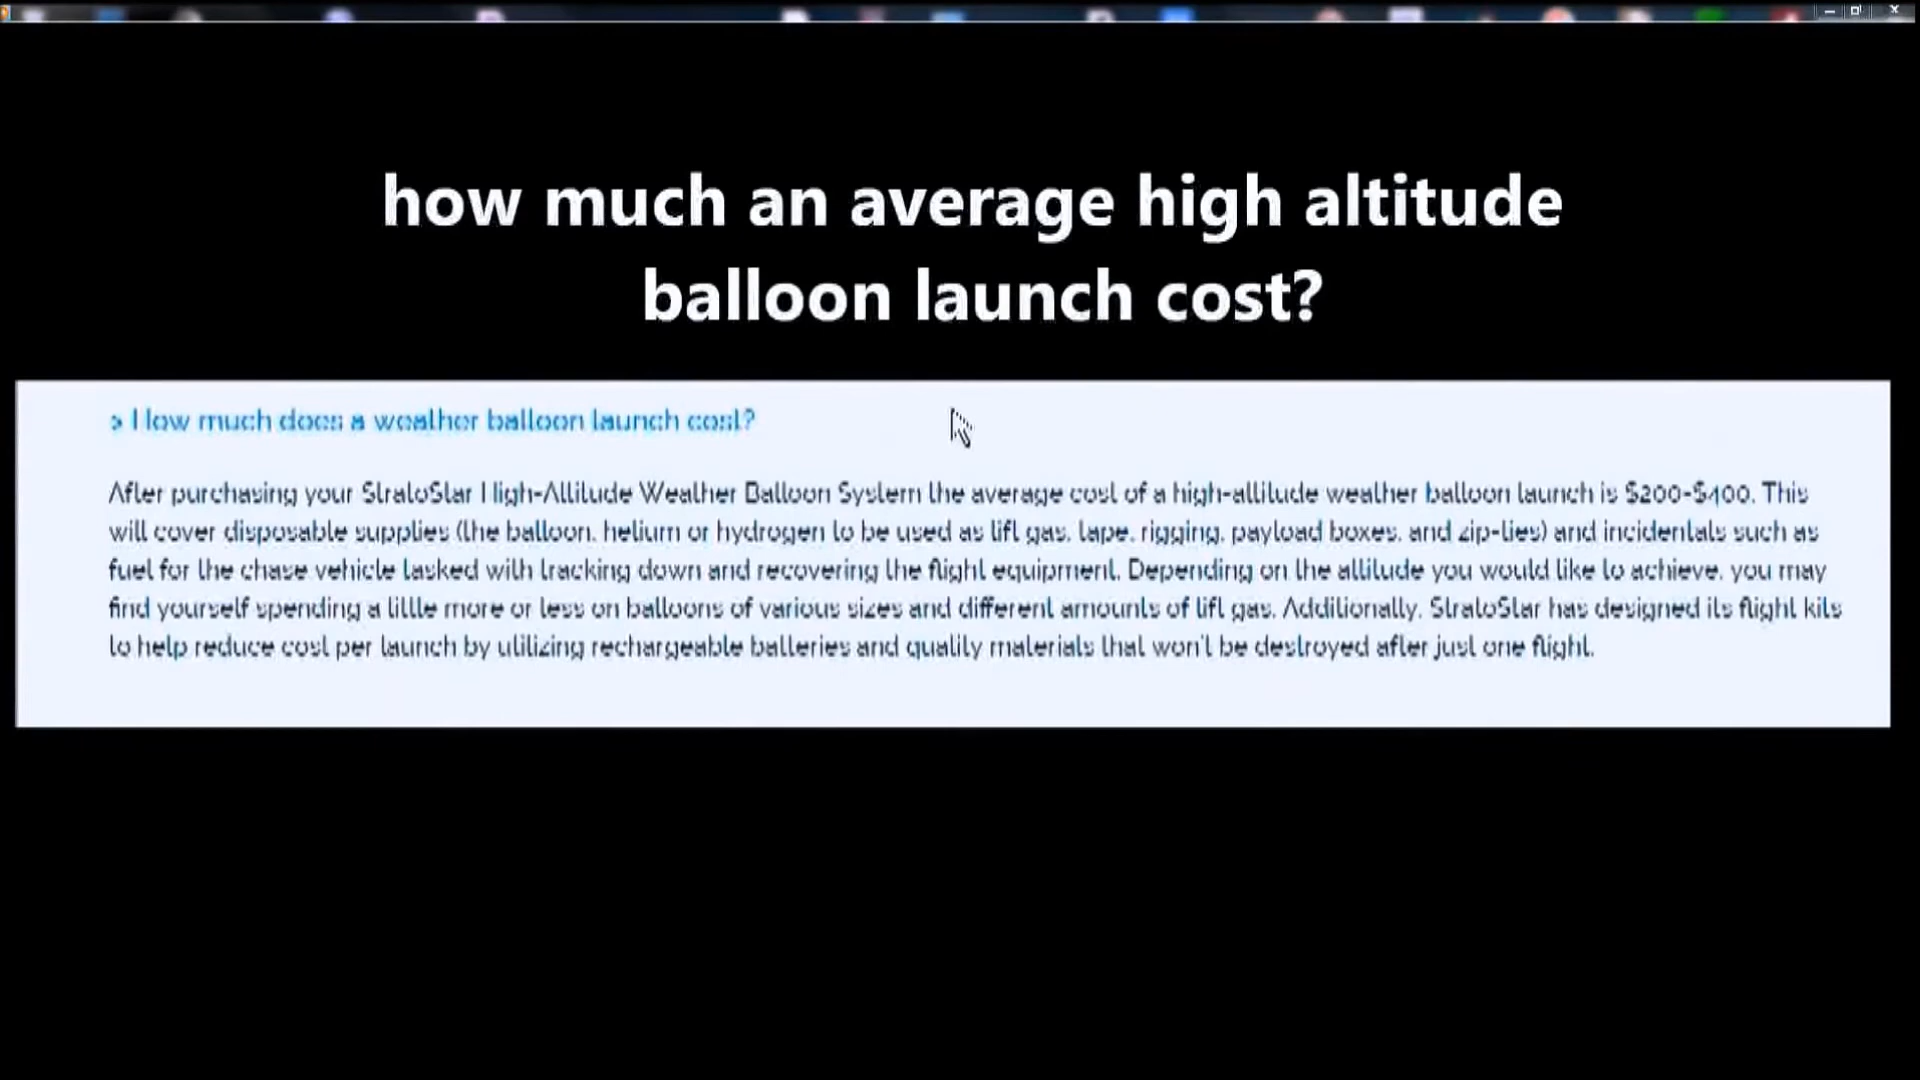 how much an average high altitude
balloon launch cost?
> How much does a weather balloon launch cost?
After purchasing your StratoStar High-Altitude Weather Balloon System the average cost of a high-altitude weather balloon launch is $200-$400. This
will cover disposable supplies (the balloon, helium or hydrogen to be used as lift gas, tape, rigging, payload boxes, and zip-ties) and incidentals such as
fuel for the chase vehicle tasked with tracking down and recovering the flight equipment. Depending on the altitude you would like to achieve, you may
find yourself spending a little more or less on balloons of various sizes and different amounts of lift gas. Additionally, StratoStar has designed its flight kits
to help reduce cost per launch by utilizing rechargeable batteries and quality materials that won't be destroyed after just one flight.